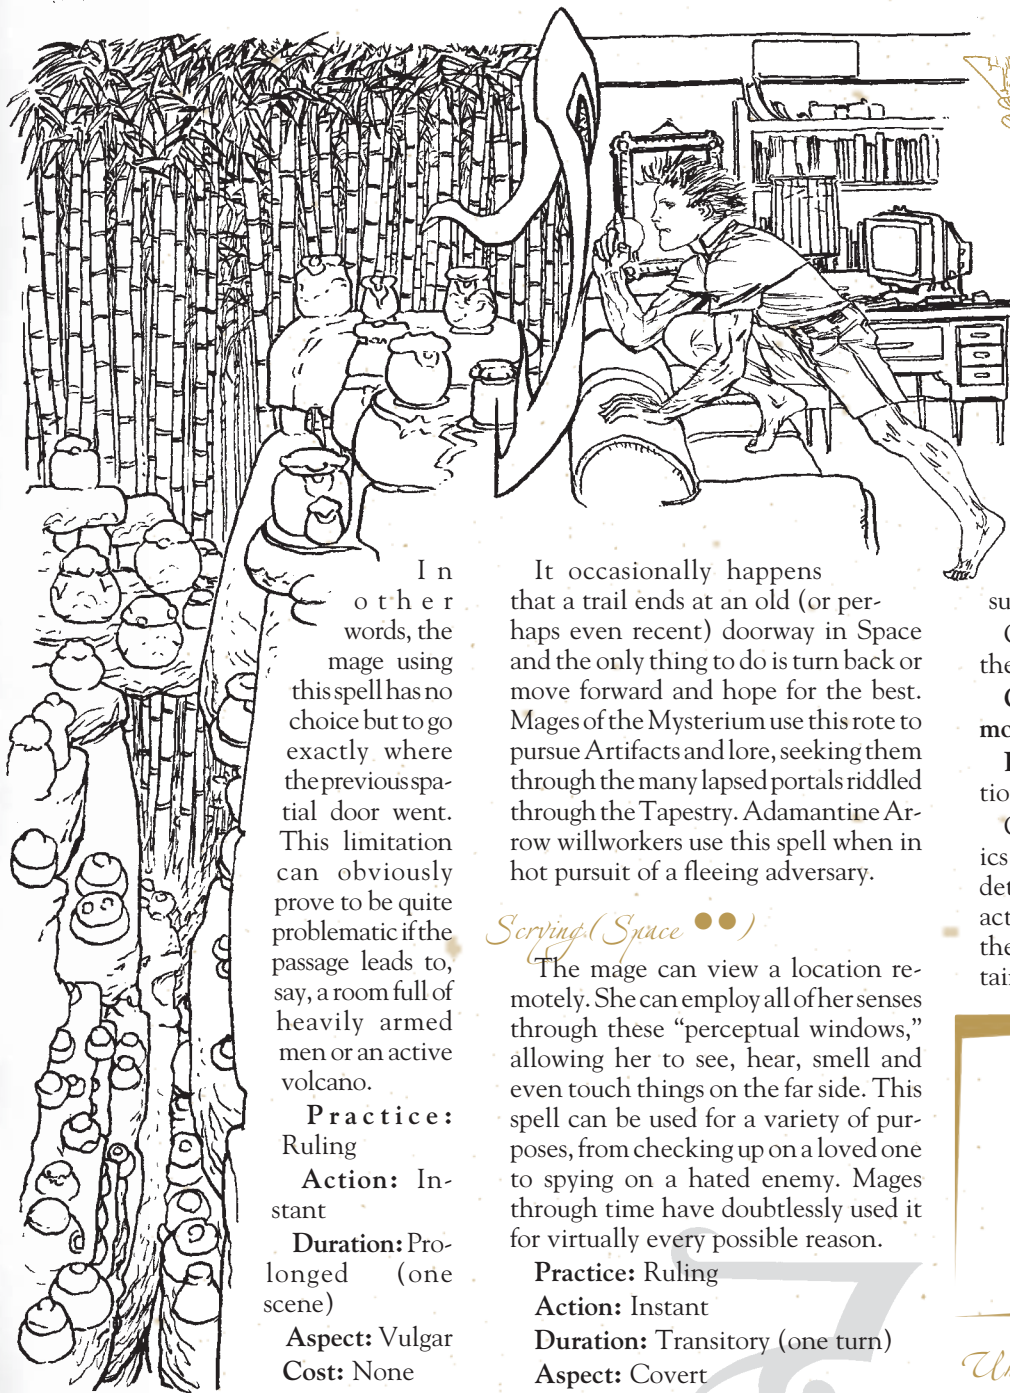 In
other
words, the
mage using
this spell has no
choice but to go
exactly where
the previous spa-
tial door went.
This limitation
can obviously
prove to be quite
problematic if the
passage leads to,
say, a room full of
heavily armed
men or an active
volcano.
Practice:
Ruling
Action: In-
stant
Duration: Pro-
longed (one
scene)
Aspect: Vulgar
Cost: None
It occasionally happens
that a trail ends at an old (or per-
haps even recent) doorway in Space
and the only thing to do is turn back or
move forward and hope for the best.
Mages of the Mysterium use this rote to
pursue Artifacts and lore, seeking them
through the many lapsed portals riddled
through the Tapestry. Adamantine Ar-
row willworkers use this spell when in
hot pursuit of a fleeing adversary.
Scrying (Space ●●)
The mage can view a location re-
motely. She can employ all of her senses
through these “perceptual windows,”
allowing her to see, hear, smell and
even touch things on the far side. This
spell can be used for a variety of pur-
poses, from checking up on a loved one
to spying on a hated enemy. Mages
through time have doubtlessly used it
for virtually every possible reason.
Practice: Ruling
Action: Instant
Duration: Transitory (one turn)
Aspect: Covert
su
the
mo
tio
ics
det
act
the
tain